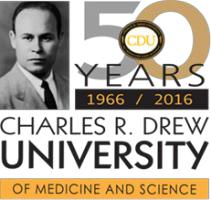 50
CDU
YEARS
1966 / 2016
CHARLES R. DREW
UNIVERSITY
OF MEDICINE AND SCIENCE